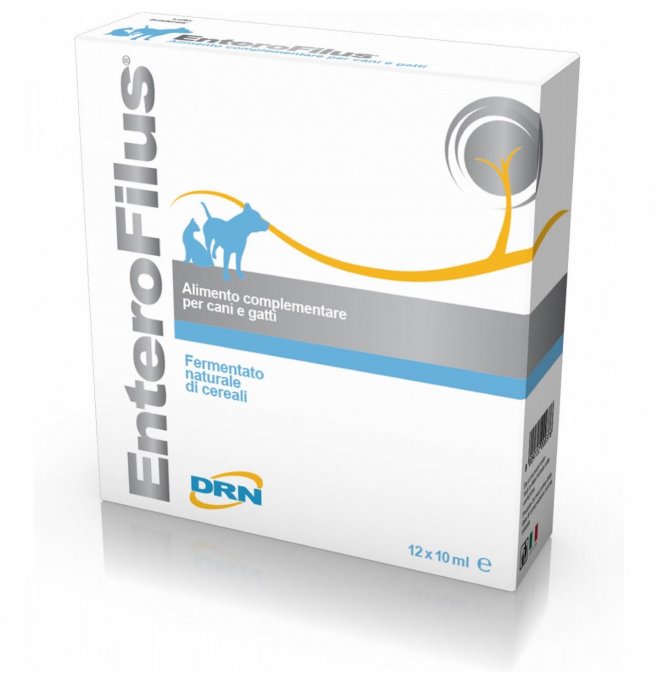 EnteroFilus
Alimento complementare per cani e gatti
EnteroFilus®
Alimento complementare
per cani e gatti
Fermentato
naturale
di cereali
DRN
12 x 10 ml ℮